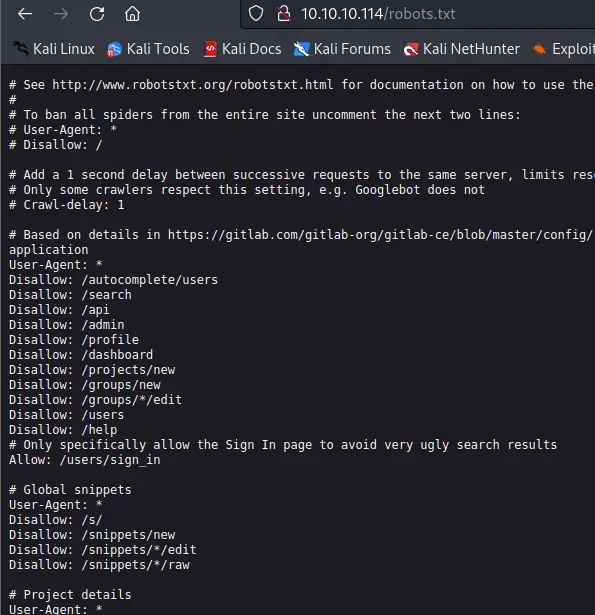 10.10.10.114/robots.txt
Kali Linux Kali Tools Kali Docs Kali Forums Kali NetHunter Exploit
# See http://www.robotstxt.org/robotstxt.html for documentation on how to use the
#
# To ban all spiders from the entire site uncomment the next two lines:
# User-Agent: *
# Disallow: /
# Add a 1 second delay between successive requests to the same server, limits res
# Only some crawlers respect this setting, e.g. Googlebot does not
# Crawl-delay: 1
# Based on details in https://gitlab.com/gitlab-org/gitlab-ce/blob/master/config/
application
User-Agent: *
Disallow: /autocomplete/users
Disallow: /search
Disallow: /api
Disallow: /admin
Disallow: /profile
Disallow: /dashboard
Disallow: /projects/new
Disallow: /groups/new
Disallow: /groups/*/edit
Disallow: /users
Disallow: /help
# Only specifically allow the Sign In page to avoid very ugly search results
Allow: /users/sign_in
# Global snippets
User-Agent: *
Disallow: /s/
Disallow: /snippets/new
Disallow: /snippets/*/edit
Disallow: /snippets/*/raw
# Project details
User-Agent: *